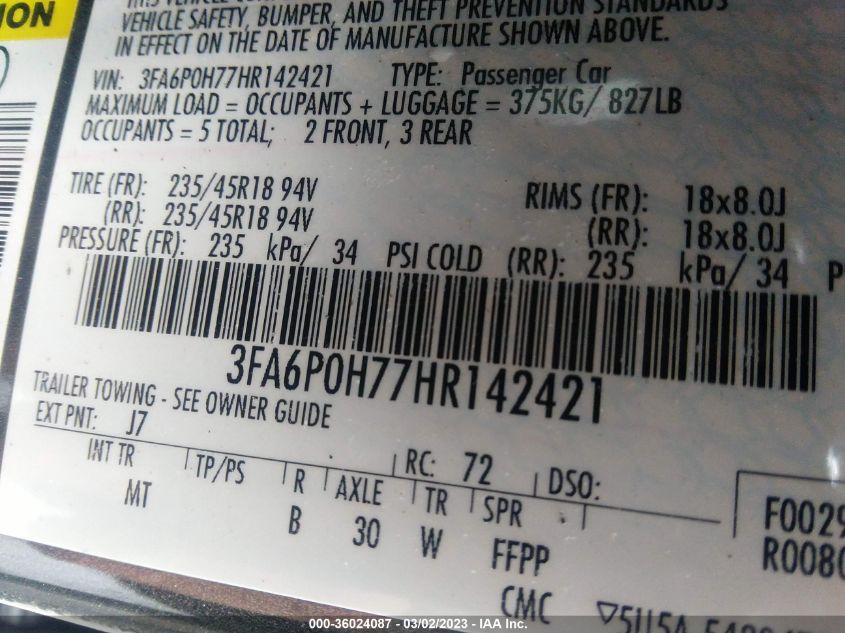 ION
VEHICLE SAFETY, BUMPER, AND THEFT PREVENTION STANDARDS
IN EFFECT ON THE DATE OF MANUFACTURE SHOWN ABOVE.
VIN: 3FA6P0H77HR142421 TYPE: Passenger Car
MAXIMUM LOAD = OCCUPANTS + LUGGAGE = 375KG/ 827LB
OCCUPANTS = 5 TOTAL; 2 FRONT, 3 REAR
TIRE (FR): 235/45R18 94V RIMS (FR): 18x8.0J
(RR): 235/45R18 94V (RR): 18x8.0J
PRESSURE (FR): 235 kPa/ 34 PSI COLD (RR): 235 kPa/ 34 P
3FA6P0H77HR142421
TRAILER TOWING - SEE OWNER GUIDE
EXT PNT: J7 RC: 72 DSO:
INT TR TP/PS R AXLE TR SPR
MT B 30 W FFPP
CMC
F0029
R0080
000-36024087 - 03/02/2023 - IAA Inc.